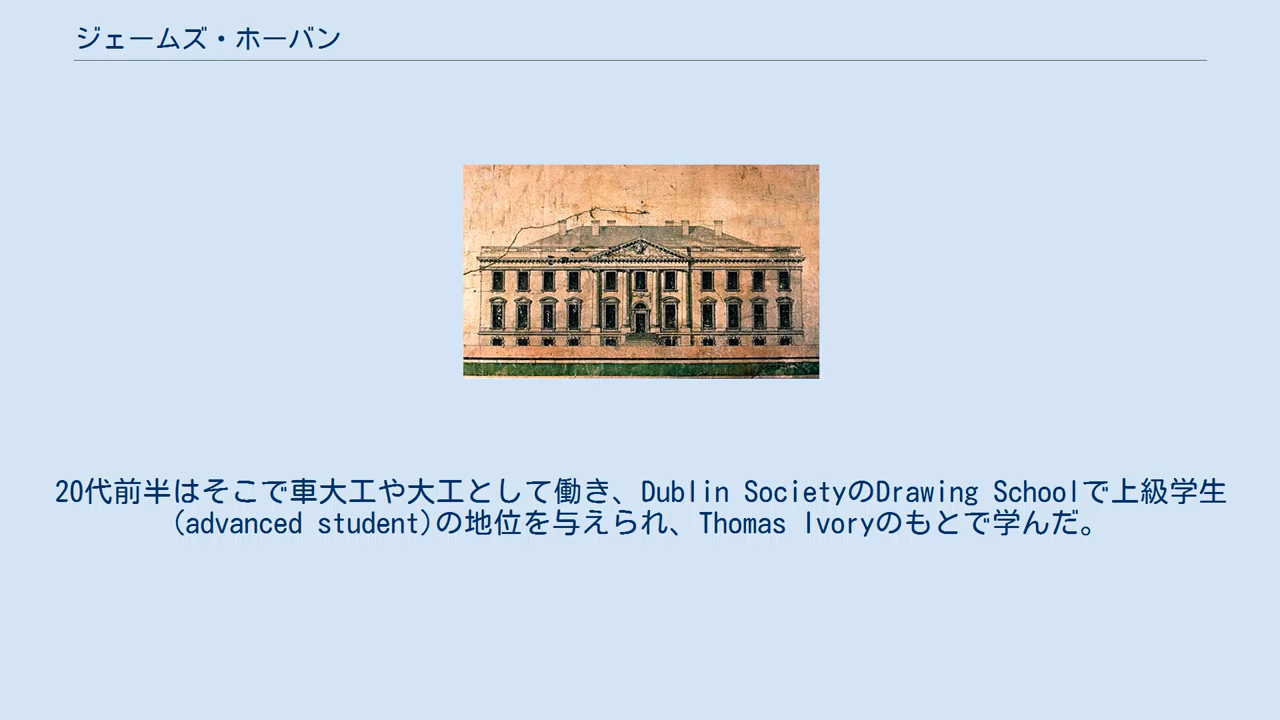 ジェームズ・ホーバン
20代前半はそこで車大工や大工として働き、Dublin SocietyのDrawing Schoolで上級学生
(advanced student)の地位を与えられ、Thomas Ivoryのもとで学んだ。